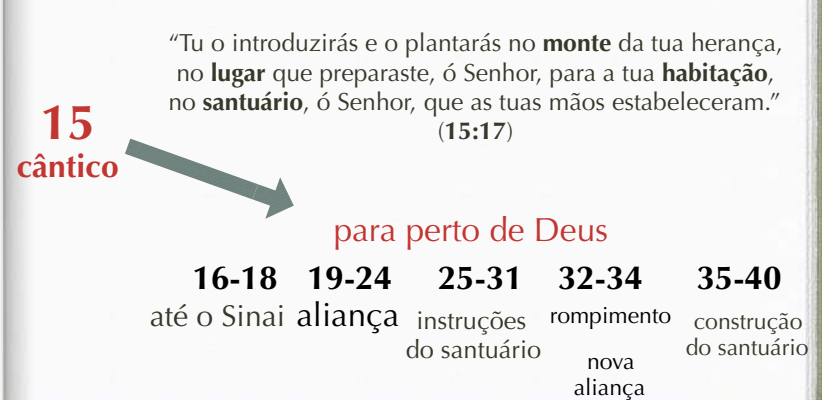 “Tu o introduzirás e o plantarás no monte da tua herança,
no lugar que preparaste, ó Senhor, para a tua habitação,
no santuário, ó Senhor, que as tuas mãos estabeleceram.”
(15:17)
15
cântico
para perto de Deus
16-18 19-24 25-31 32-34 35-40
até o Sinai aliança instruções rompimento construção
do santuário do santuário
nova
aliança